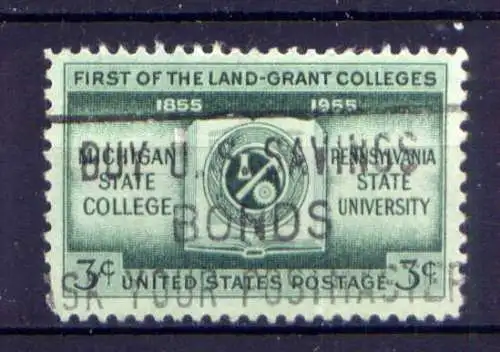 FIRST OF THE LAND-GRANT COLLEGES
1855 1955
MICHIGAN STATE COLLEGE
PENNSYLVANIA STATE UNIVERSITY
3¢ UNITED STATES POSTAGE 3¢
BUY U.S. SAVINGS
BONDS
ASK YOUR POSTMASTER